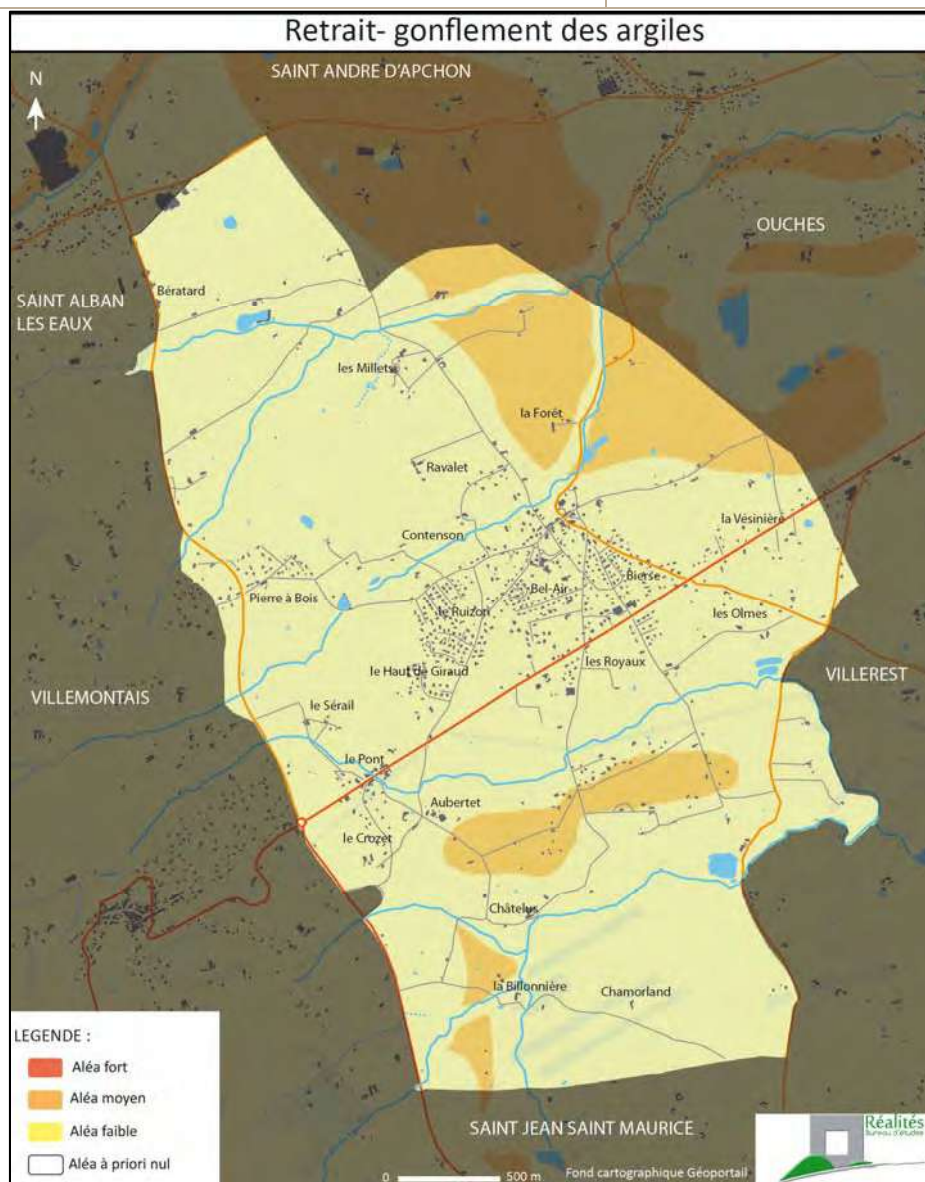 Retrait- gonflement des argiles
SAINT ANDRE D'APCHON
N
OUCHES
SAINT ALBAN
LES EAUX
Bératard
les Millets
la Forêt
Ravalet
la Vésinière
Contenson
Bierse
Bel-Air
Pierre à Bois
le Ruizon
les Olmes
les Royaux
le Haut de Giraud
VILLEMONTAIS
VILLEREST
le Sérail
le Pont
Aubertet
le Crozet
Châtelus
la Billonnière
Chamorland
LEGENDE :
Aléa fort
Aléa moyen
Aléa faible
Aléa à priori nul
SAINT JEAN SAINT MAURICE
Réalités
Bureau d'études
0 500 m
Fond cartographique Géoportail